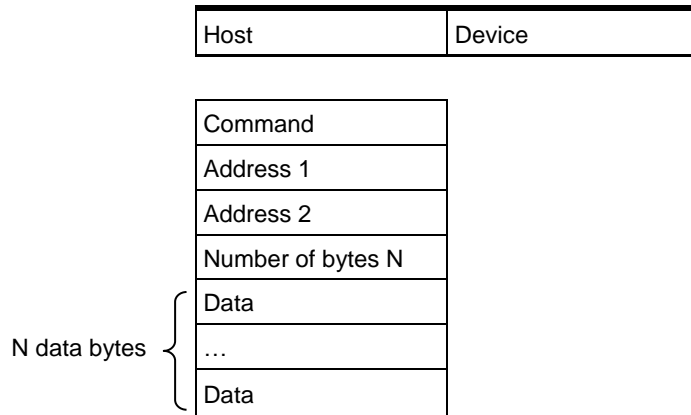 Host Device
Command
Address 1
Address 2
Number of bytes N
Data
N data bytes …
Data